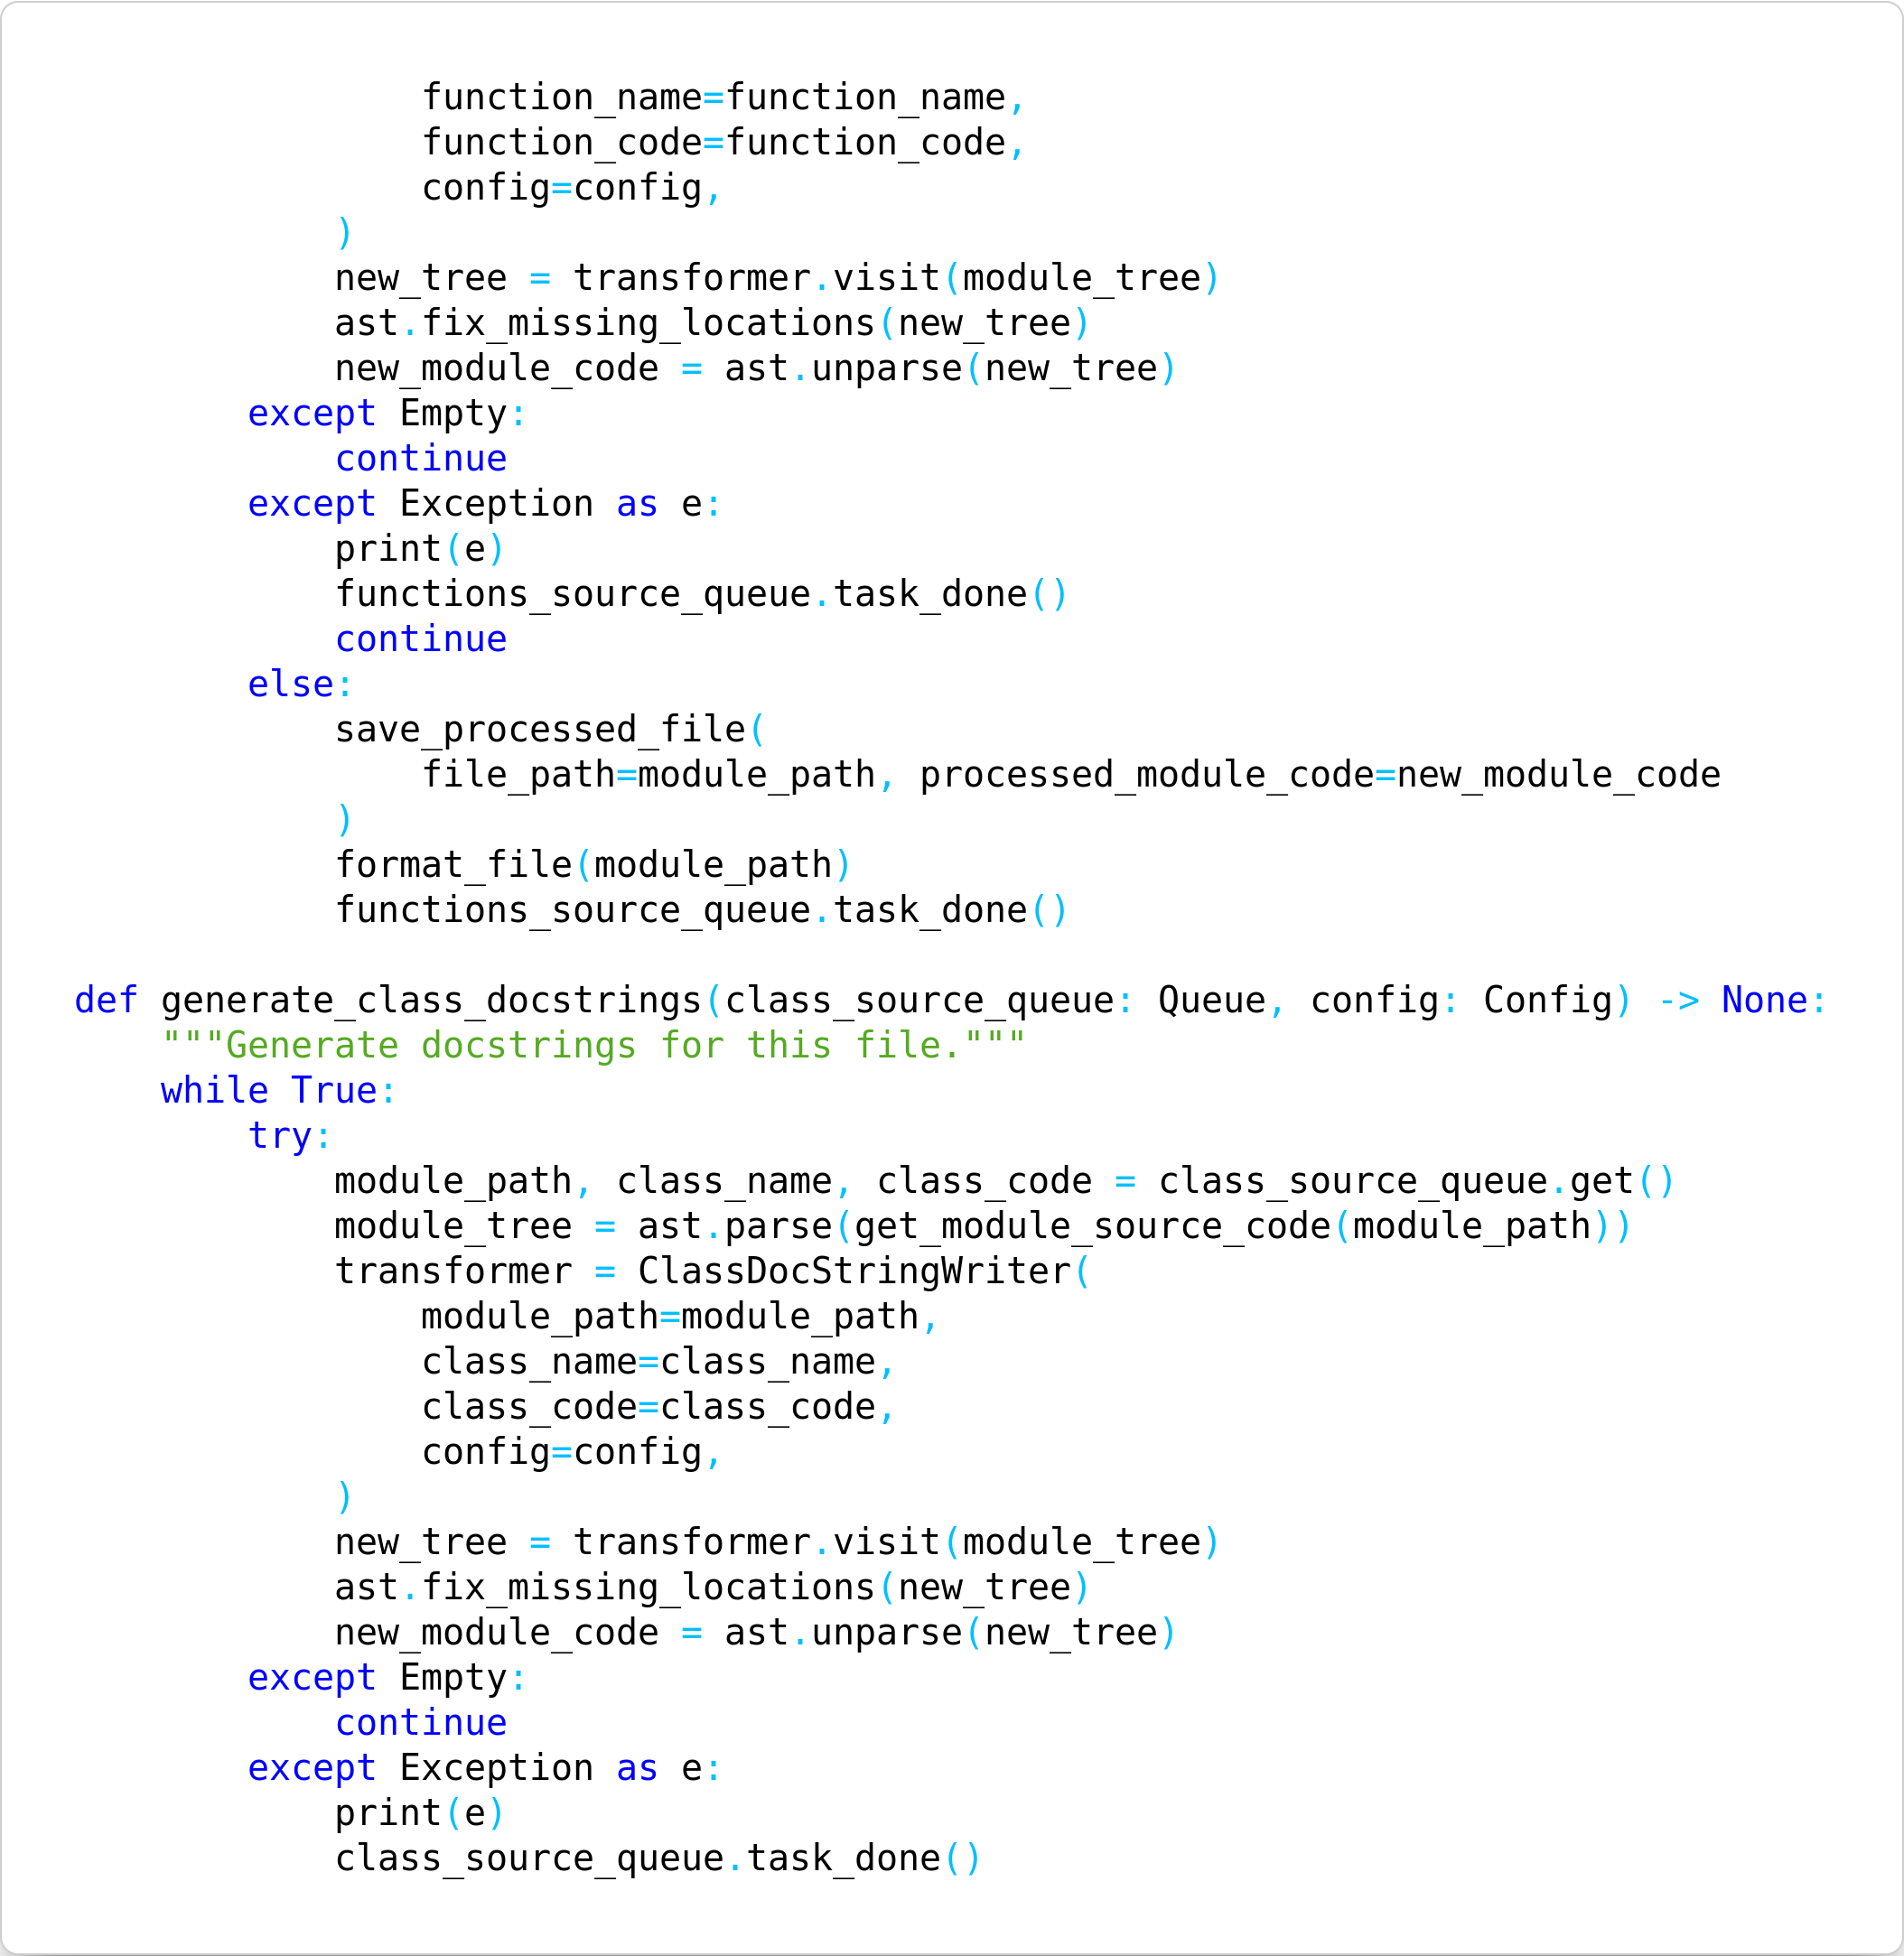 function_name=function_name,
                function_code=function_code,
                config=config,
            )
            new_tree = transformer.visit(module_tree)
            ast.fix_missing_locations(new_tree)
            new_module_code = ast.unparse(new_tree)
        except Empty:
            continue
        except Exception as e:
            print(e)
            functions_source_queue.task_done()
            continue
        else:
            save_processed_file(
                file_path=module_path, processed_module_code=new_module_code
            )
            format_file(module_path)
            functions_source_queue.task_done()

def generate_class_docstrings(class_source_queue: Queue, config: Config) -> None:
    """Generate docstrings for this file."""
    while True:
        try:
            module_path, class_name, class_code = class_source_queue.get()
            module_tree = ast.parse(get_module_source_code(module_path))
            transformer = ClassDocStringWriter(
                module_path=module_path,
                class_name=class_name,
                class_code=class_code,
                config=config,
            )
            new_tree = transformer.visit(module_tree)
            ast.fix_missing_locations(new_tree)
            new_module_code = ast.unparse(new_tree)
        except Empty:
            continue
        except Exception as e:
            print(e)
            class_source_queue.task_done()